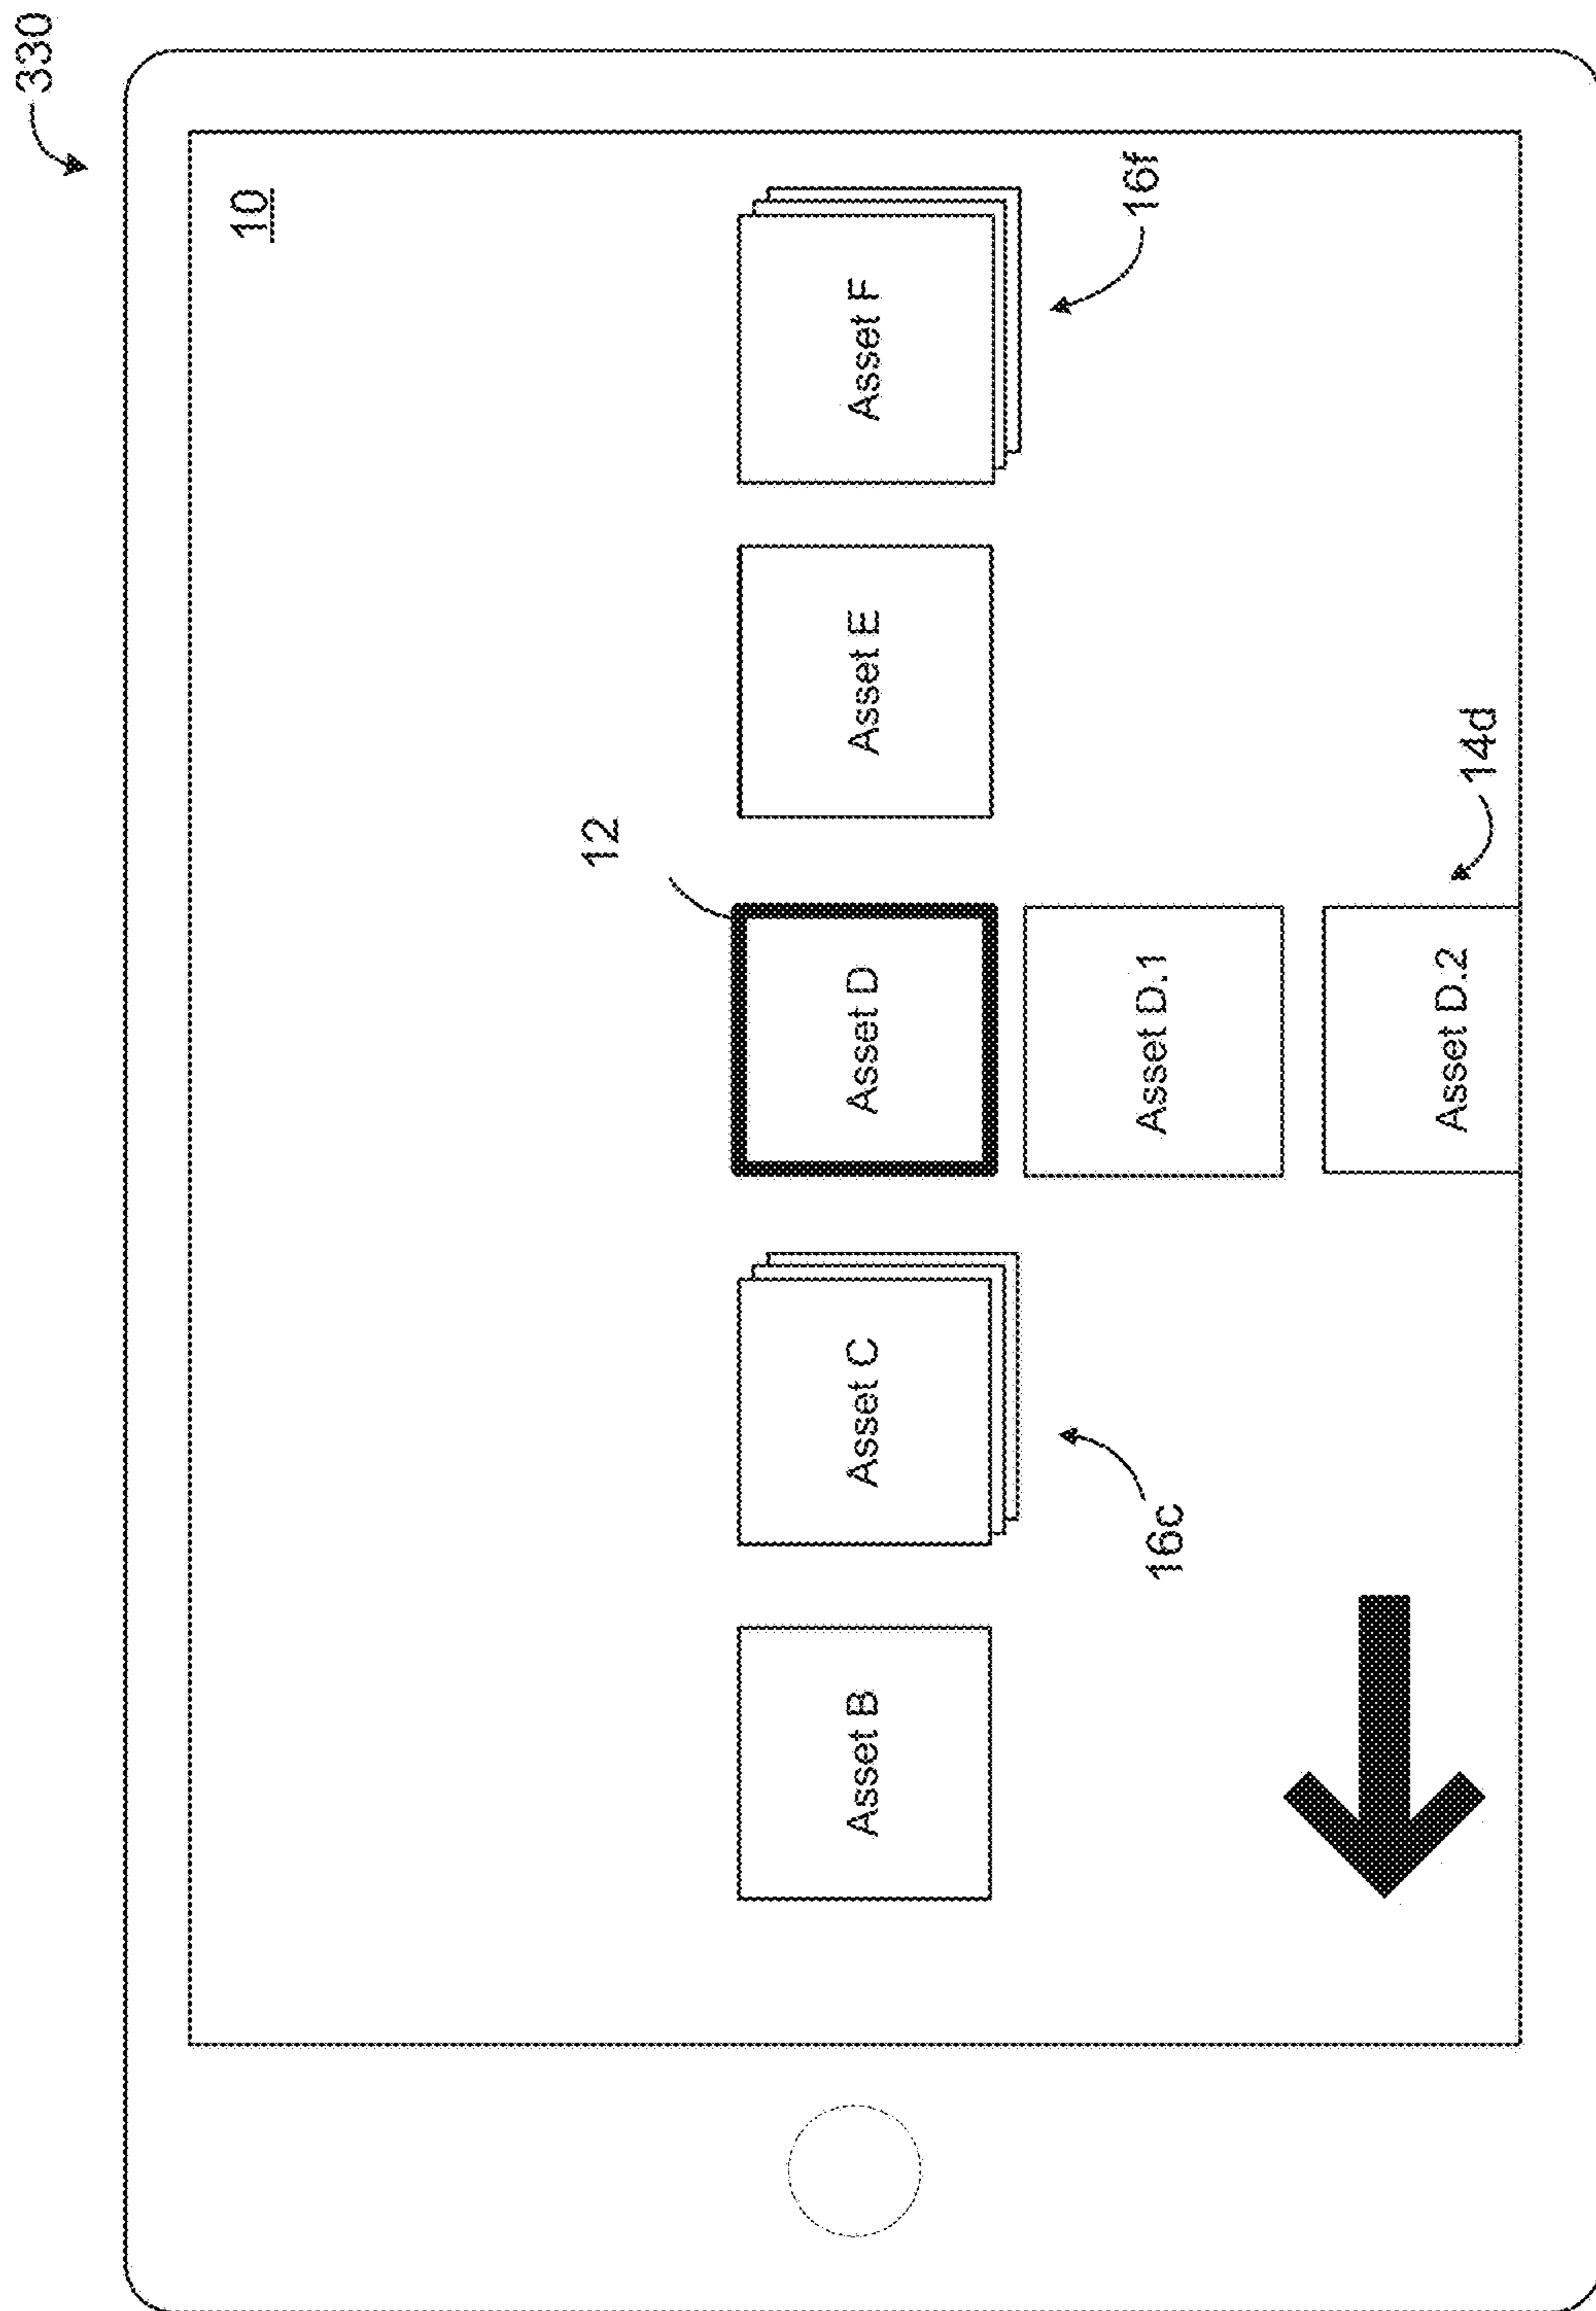 330
10
12
Asset B
Asset C
Asset D
Asset E
Asset F
16c
16f
Asset D.1
Asset D.2
14d